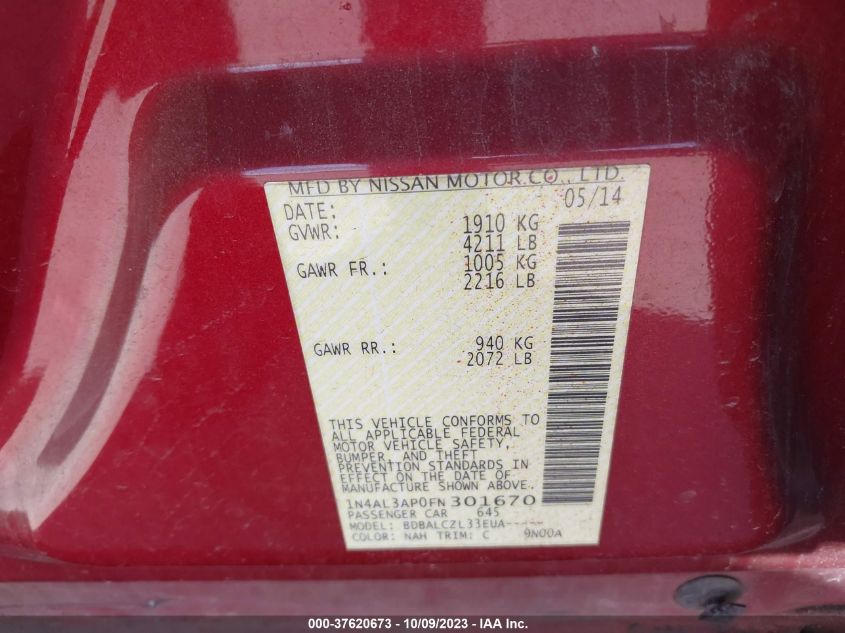 MFD BY NISSAN MOTOR CO., LTD.
DATE: 05/14
GVWR: 1910 KG
4211 LB
GAWR FR.: 1005 KG
2216 LB
GAWR RR.: 940 KG
2072 LB
THIS VEHICLE CONFORMS TO
ALL APPLICABLE FEDERAL
MOTOR VEHICLE SAFETY,
BUMPER, AND THEFT
PREVENTION STANDARDS IN
EFFECT ON THE DATE OF
MANUFACTURE SHOWN ABOVE.
1N4AL3AP0FN301670
PASSENGER CAR 645
MODEL: BDBALCZL33EUA-----
COLOR: NAH TRIM: C 9N00A
000-37620673 - 10/09/2023 - IAA Inc.